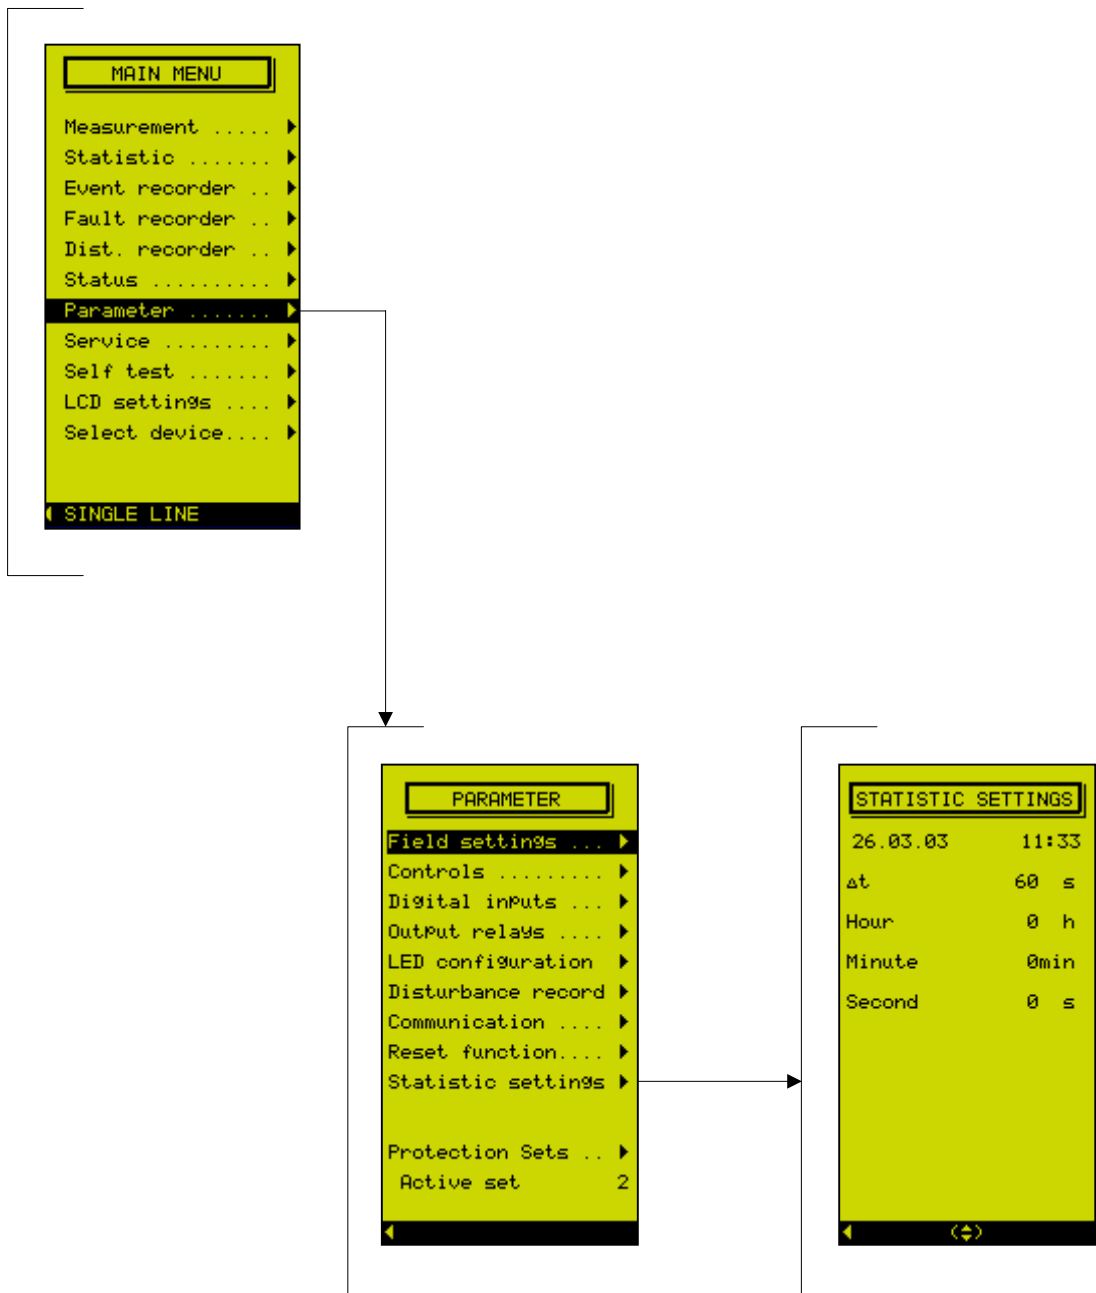 MAIN MENU
Measurement .....
Statistic .......
Event recorder ..
Fault recorder ..
Dist. recorder ..
Status ..........
Parameter .......
Service .........
Self test .......
LCD settings ....
Select device....
SINGLE LINE
PARAMETER
Field settings ...
Controls .........
Digital inputs ...
Output relays ....
LED configuration
Disturbance record
Communication ....
Reset function....
Statistic settings
Protection Sets ..
Active set 2
STATISTIC SETTINGS
26.03.03 11:33
Δt 60 s
Hour 0 h
Minute 0min
Second 0 s